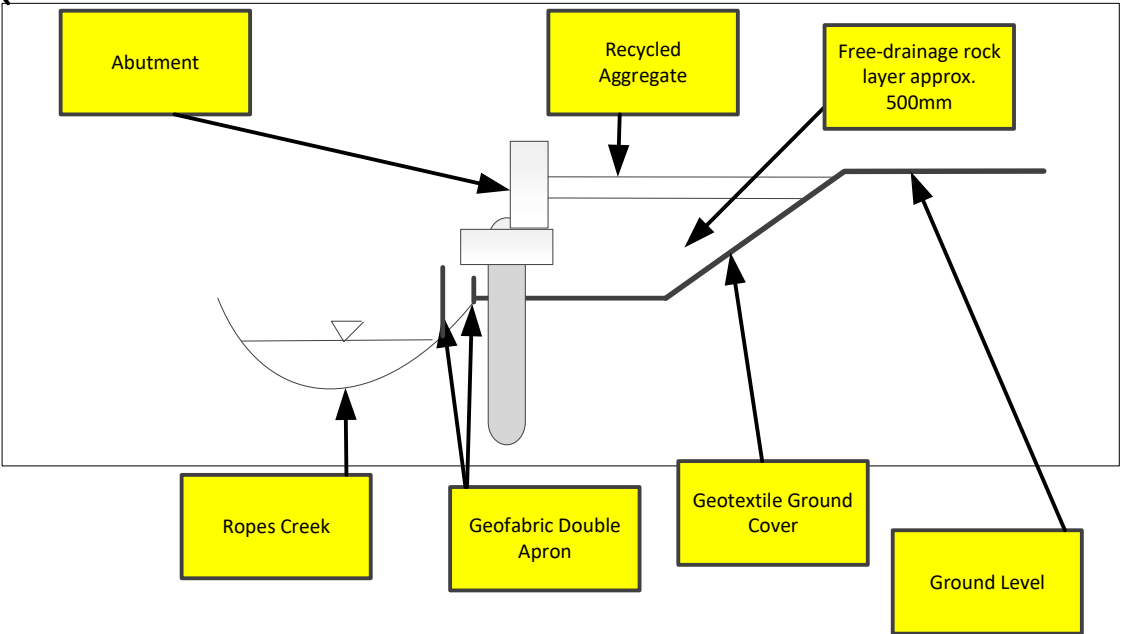 Abutment
Recycled
Aggregate
Free-drainage rock
layer approx.
500mm
Ropes Creek
Geofabric Double
Apron
Geotextile Ground
Cover
Ground Level